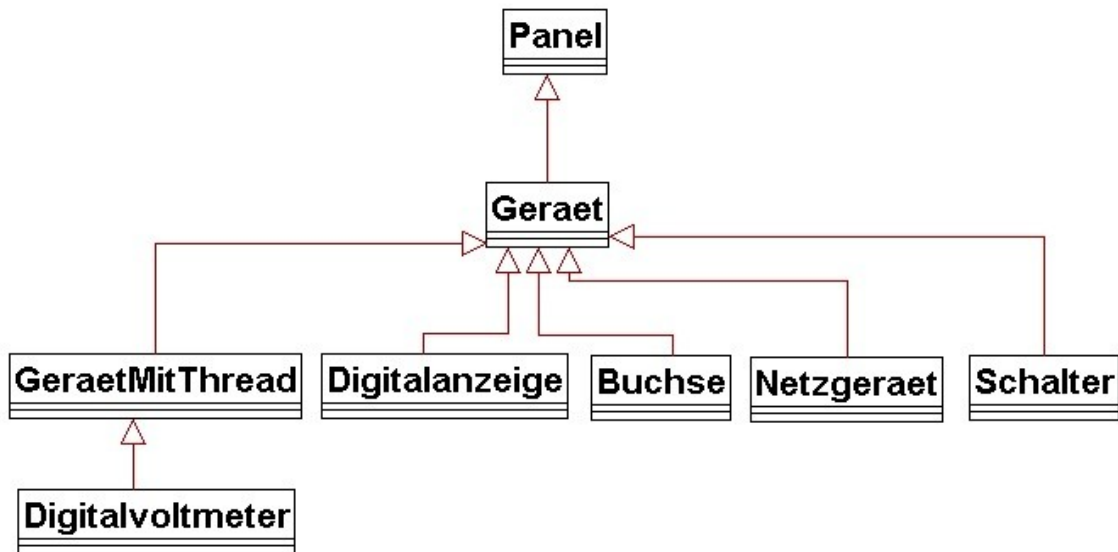 Panel
Geraet
GeraetMitThread
Digitalanzeige
Buchse
Netzgeraet
Schalter
Digitalvoltmeter